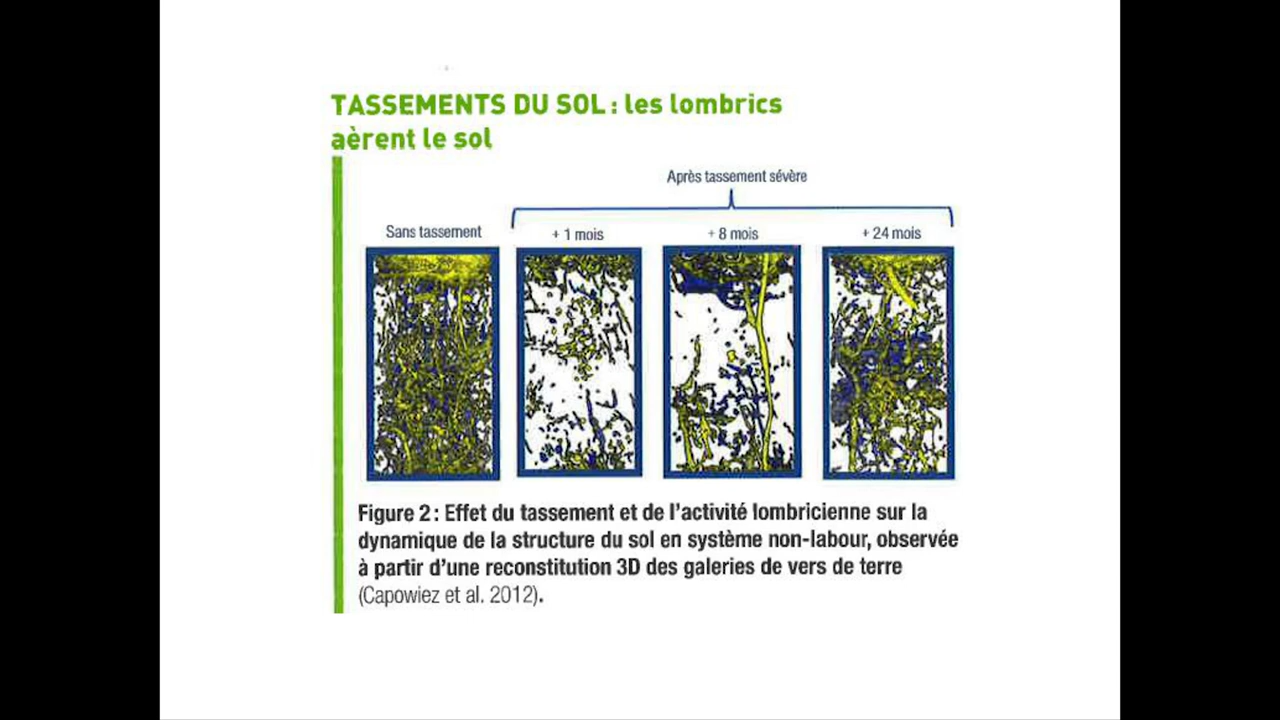 TASSEMENTS DU SOL : les lombrics
aèrent le sol
Après tassement sévère
Sans tassement
+ 1 mois
+ 8 mois
+ 24 mois
Figure 2 : Effet du tassement et de l'activité lombricienne sur la
dynamique de la structure du sol en système non-labour, observée
à partir d'une reconstitution 3D des galeries de vers de terre
(Capowiez et al. 2012).